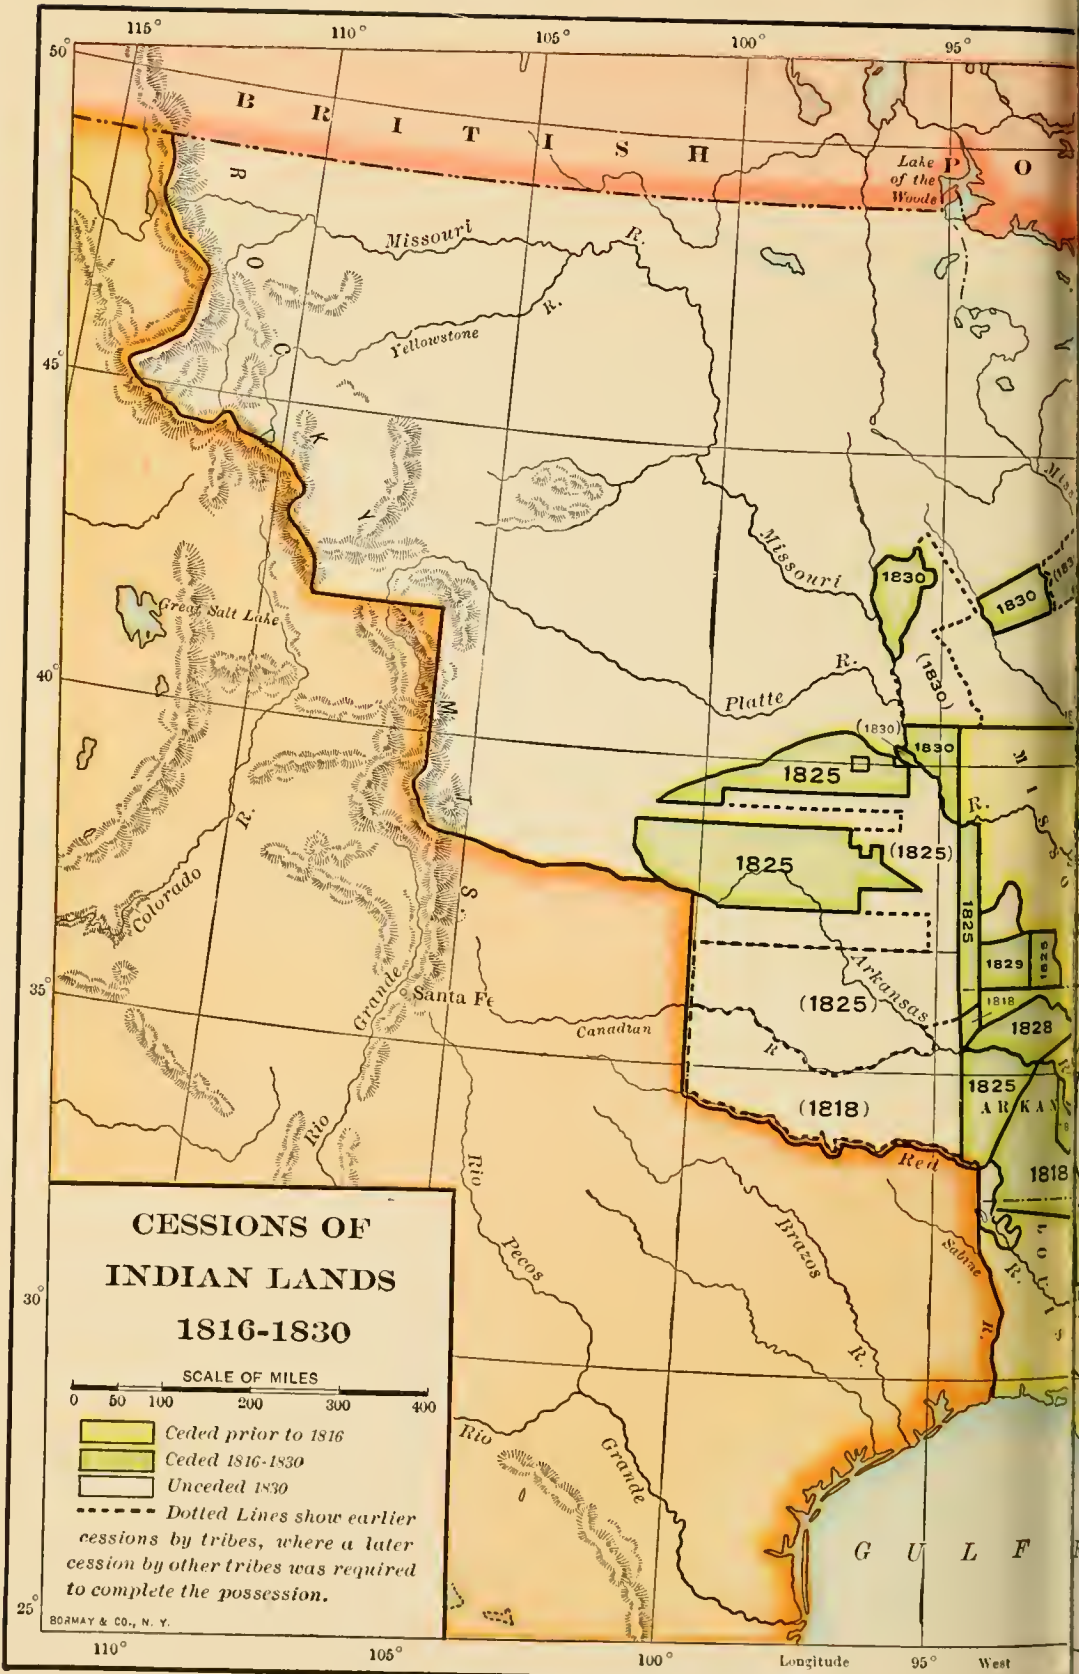 115° 110° 105° 100° 95°
50°
B R I T I S H P O
Lake
of the
Woods
R O C K Y M T S
Missouri R.
Yellowstone R.
45°
Missouri
1830
1830
Great Salt Lake
40°
(1830)
Platte R.
(1830)
1830
1825
M I S S O
R.
R.
(1825)
1825
Colorado
1825
1829
1825
Arkansas
35°
Grande
Santa Fe
(1825)
1818
Canadian
R
1828
R.
1825
(1818)
ARKAN
Rio
Red
1818
Rio
Pecos
Brazos
R.
Sabine
R.
R.
L O U I S
CESSIONS OF
INDIAN LANDS
1816-1830
30°
SCALE OF MILES
0 50 100 200 300 400
Ceded prior to 1816
Ceded 1816-1830
Unceded 1830
Dotted Lines show earlier
cessions by tribes, where a later
cession by other tribes was required
to complete the possession.
BORMAY & CO., N. Y.
Rio
Grande
G U L F
25°
110° 105° 100° Longitude 95° West